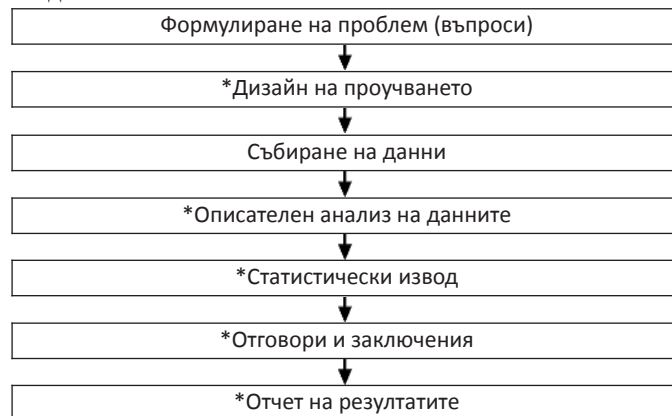 Формулиране на проблем (въпроси)
*Дизайн на проучването
Събиране на данни
*Описателен анализ на данните
*Статистически извод
*Отговори и заключения
*Отчет на резултатите